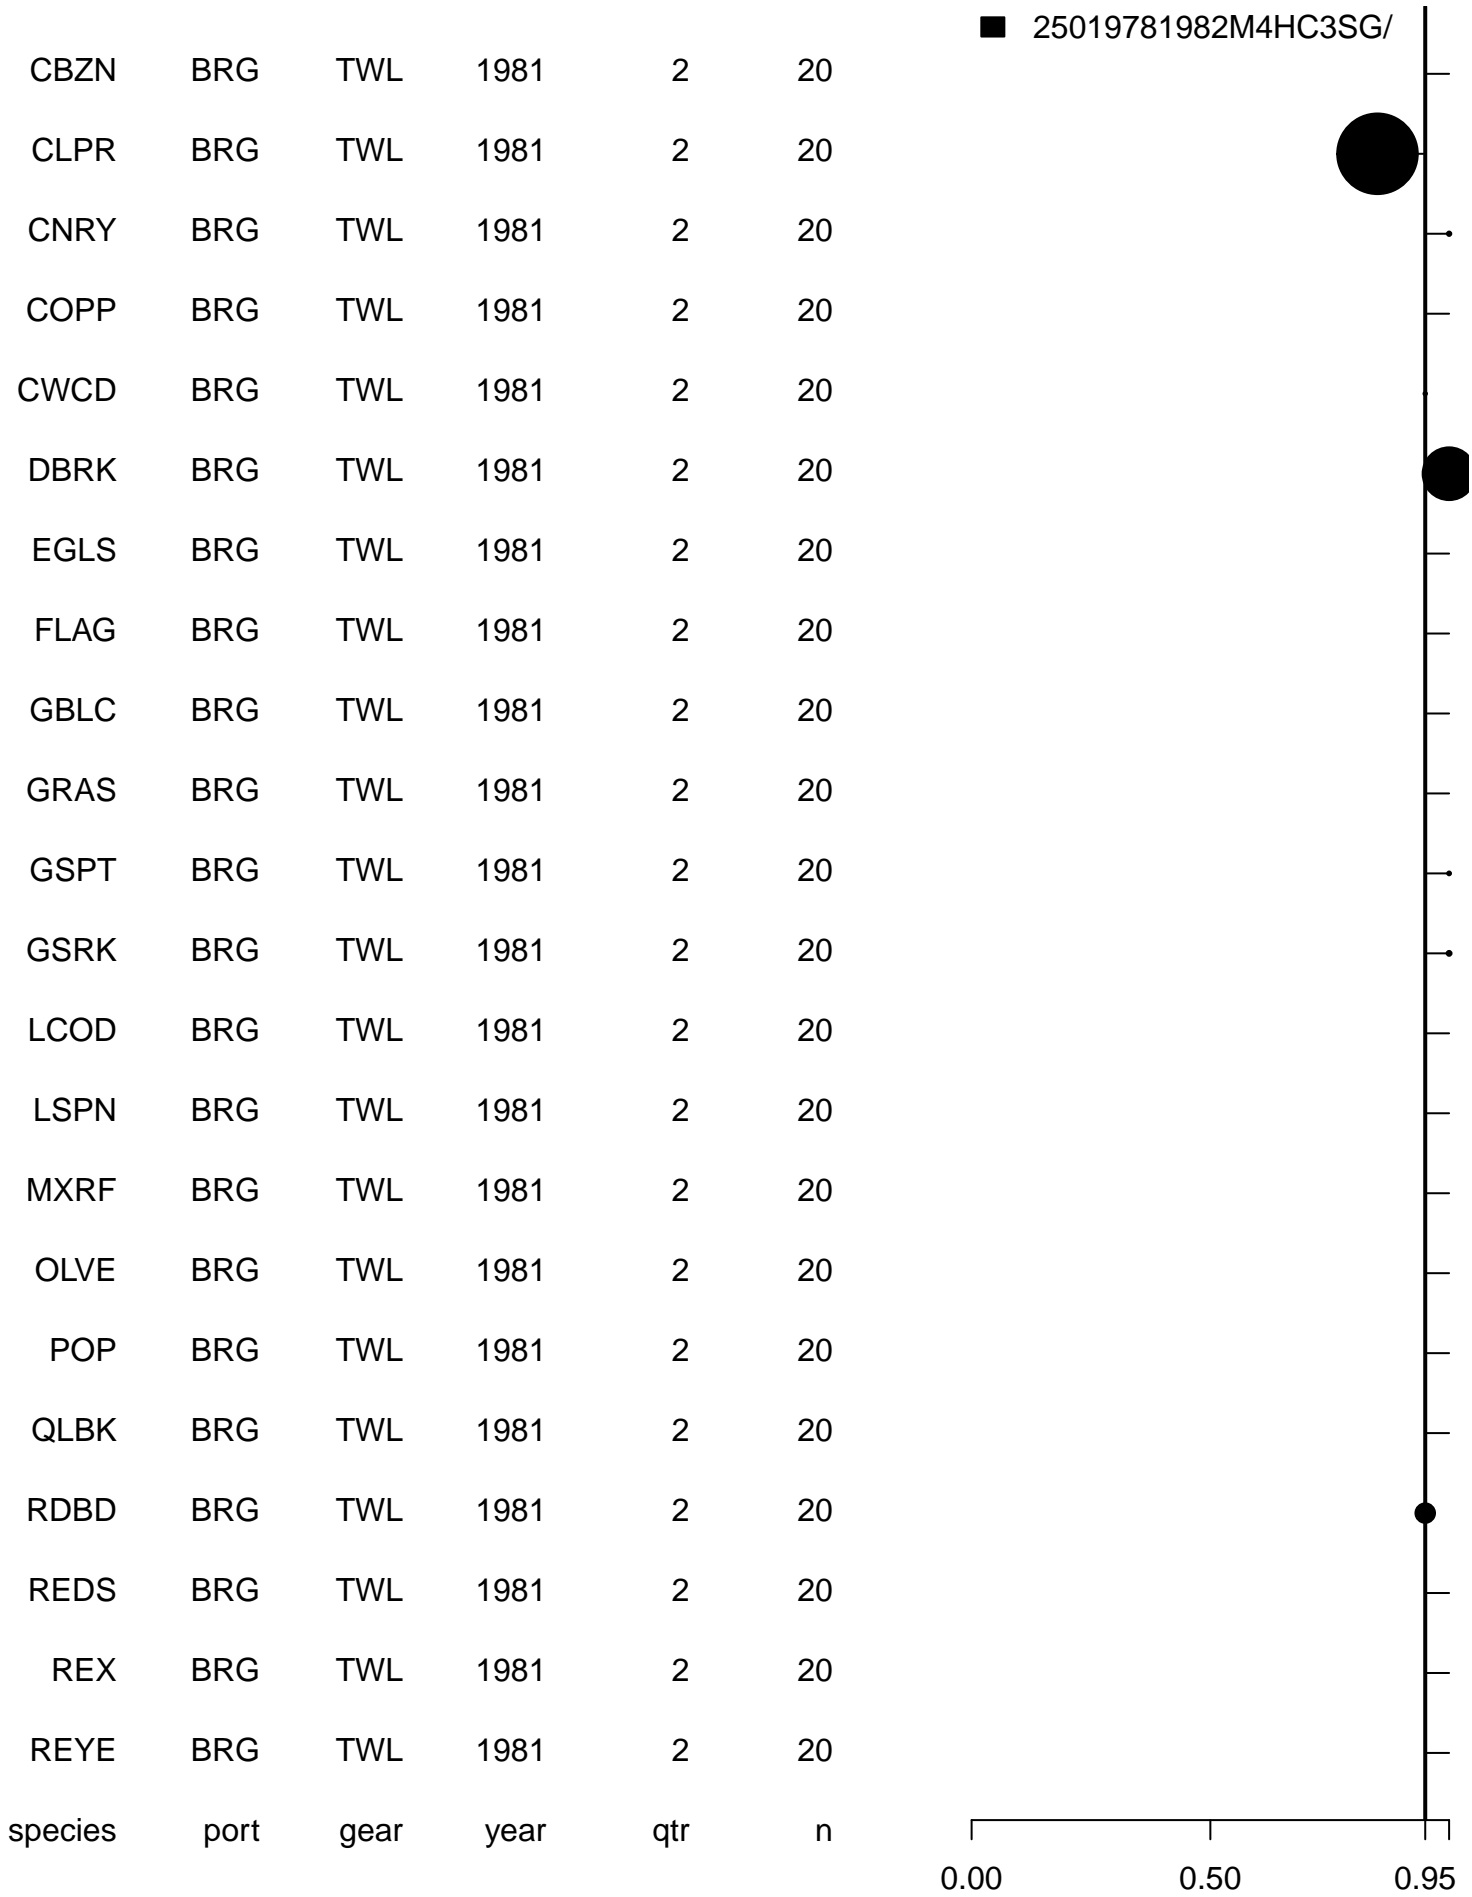 25019781982M4HC3SG/
CBZN BRG TWL 1981 2 20
CLPR BRG TWL 1981 2 20
CNRY BRG TWL 1981 2 20
COPP BRG TWL 1981 2 20
CWCD BRG TWL 1981 2 20
DBRK BRG TWL 1981 2 20
EGLS BRG TWL 1981 2 20
FLAG BRG TWL 1981 2 20
GBLC BRG TWL 1981 2 20
GRAS BRG TWL 1981 2 20
GSPT BRG TWL 1981 2 20
GSRK BRG TWL 1981 2 20
LCOD BRG TWL 1981 2 20
LSPN BRG TWL 1981 2 20
MXRF BRG TWL 1981 2 20
OLVE BRG TWL 1981 2 20
POP BRG TWL 1981 2 20
QLBK BRG TWL 1981 2 20
RDBD BRG TWL 1981 2 20
REDS BRG TWL 1981 2 20
REX BRG TWL 1981 2 20
REYE BRG TWL 1981 2 20
species port gear year qtr n
0.00 0.50 0.95